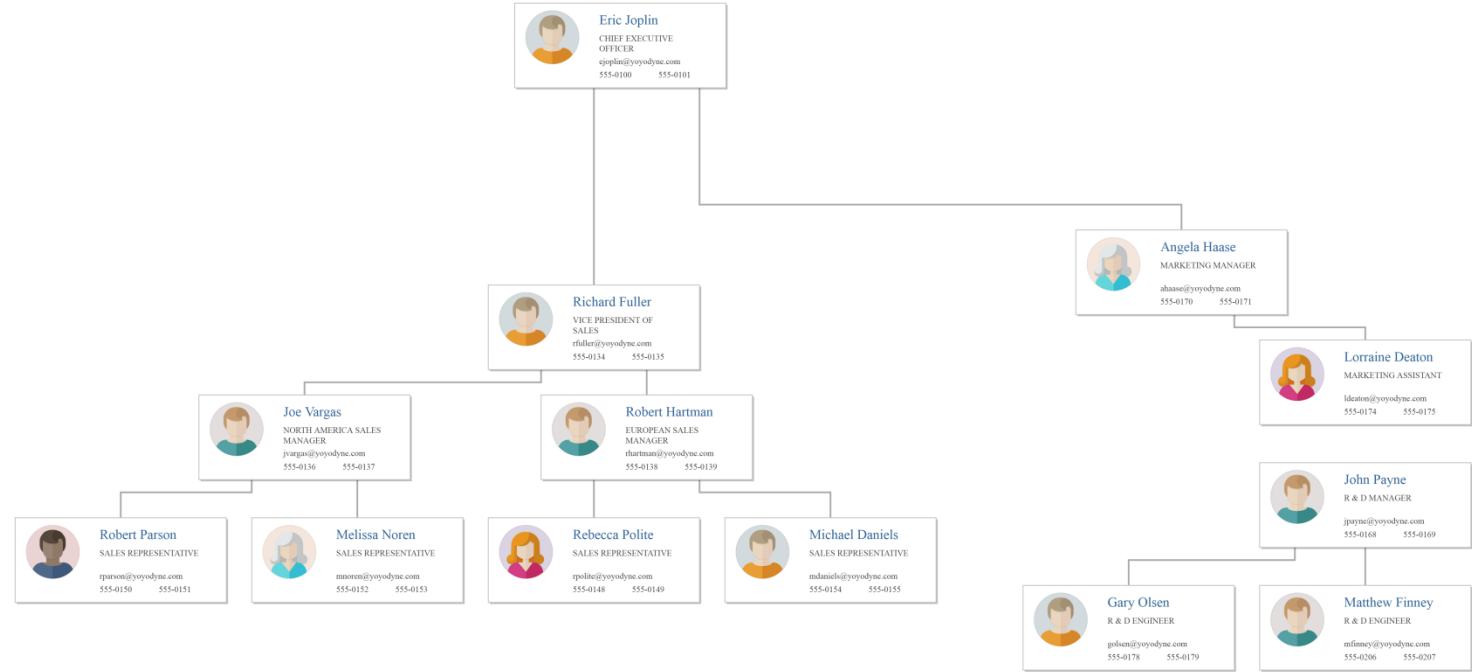 Eric Joplin
CHIEF EXECUTIVE
OFFICER
ejoplin@yoyodyne.com
555-0100 555-0101
Angela Haase
MARKETING MANAGER
ahaase@yoyodyne.com
555-0170 555-0171
Richard Fuller
VICE PRESIDENT OF
SALES
rfuller@yoyodyne.com
555-0134 555-0135
Lorraine Deaton
MARKETING ASSISTANT
ldeaton@yoyodyne.com
555-0174 555-0175
Joe Vargas
NORTH AMERICA SALES
MANAGER
jvargas@yoyodyne.com
555-0136 555-0137
Robert Hartman
EUROPEAN SALES
MANAGER
rhartman@yoyodyne.com
555-0138 555-0139
John Payne
R & D MANAGER
jpayne@yoyodyne.com
555-0168 555-0169
Robert Parson
SALES REPRESENTATIVE
rparson@yoyodyne.com
555-0150 555-0151
Melissa Noren
SALES REPRESENTATIVE
mnoren@yoyodyne.com
555-0152 555-0153
Rebecca Polite
SALES REPRESENTATIVE
rpolite@yoyodyne.com
555-0148 555-0149
Michael Daniels
SALES REPRESENTATIVE
mdaniels@yoyodyne.com
555-0154 555-0155
Gary Olsen
R & D ENGINEER
golsen@yoyodyne.com
555-0178 555-0179
Matthew Finney
R & D ENGINEER
mfinney@yoyodyne.com
555-0206 555-0207